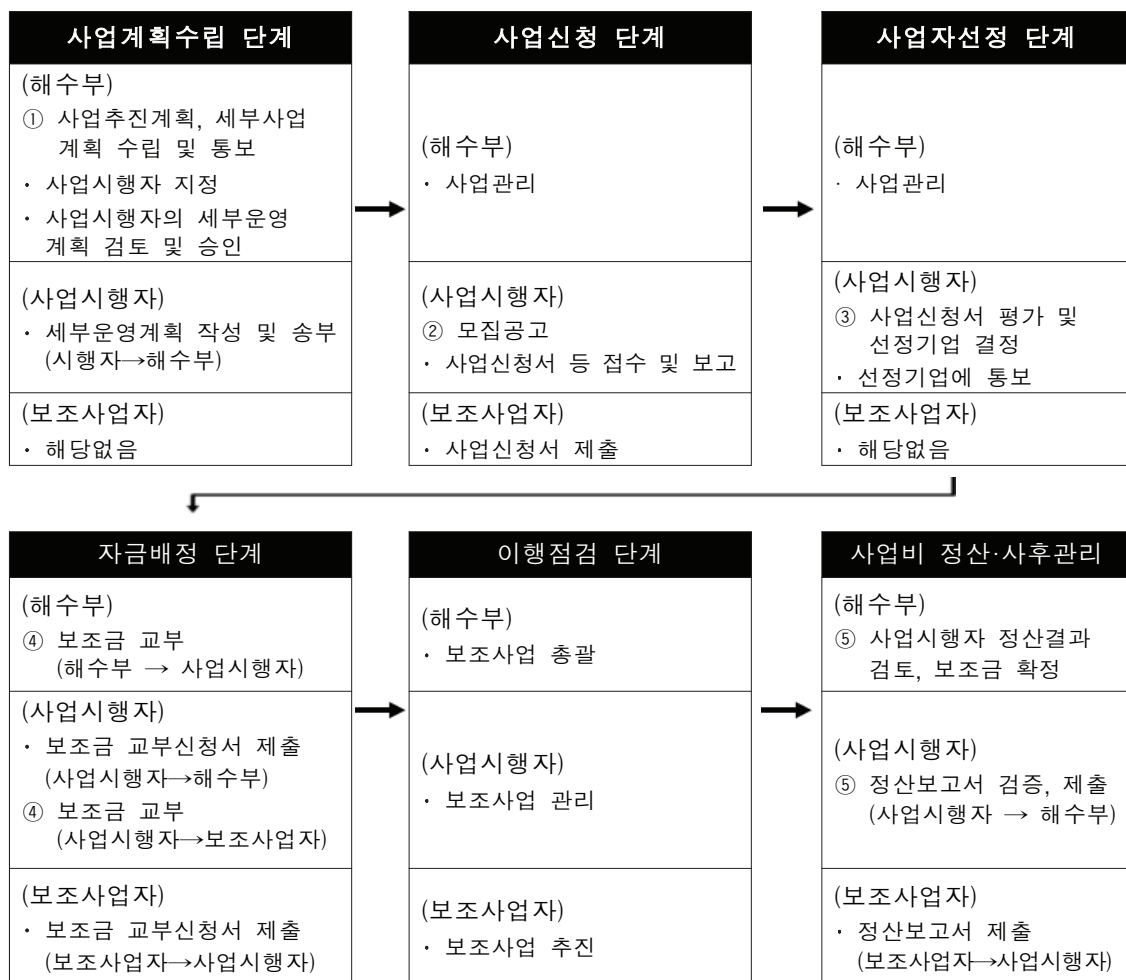 사업계획수립 단계
(해수부)
① 사업추진계획, 세부사업
계획 수립 및 통보
· 사업시행자 지정
· 사업시행자의 세부운영
계획 검토 및 승인
(사업시행자)
· 세부운영계획 작성 및 송부
(시행자→해수부)
(보조사업자)
· 해당없음
사업신청 단계
(해수부)
· 사업관리
(사업시행자)
② 모집공고
· 사업신청서 등 접수 및 보고
(보조사업자)
· 사업신청서 제출
사업자선정 단계
(해수부)
· 사업관리
(사업시행자)
③ 사업신청서 평가 및
선정기업 결정
· 선정기업에 통보
(보조사업자)
· 해당없음
자금배정 단계
(해수부)
④ 보조금 교부
(해수부 → 사업시행자)
(사업시행자)
· 보조금 교부신청서 제출
(사업시행자→해수부)
④ 보조금 교부
(사업시행자→보조사업자)
(보조사업자)
· 보조금 교부신청서 제출
(보조사업자→사업시행자)
이행점검 단계
(해수부)
· 보조사업 총괄
(사업시행자)
· 보조사업 관리
(보조사업자)
· 보조사업 추진
사업비 정산·사후관리
(해수부)
⑤ 사업시행자 정산결과
검토, 보조금 확정
(사업시행자)
⑤ 정산보고서 검증, 제출
(사업시행자 → 해수부)
(보조사업자)
· 정산보고서 제출
(보조사업자→사업시행자)